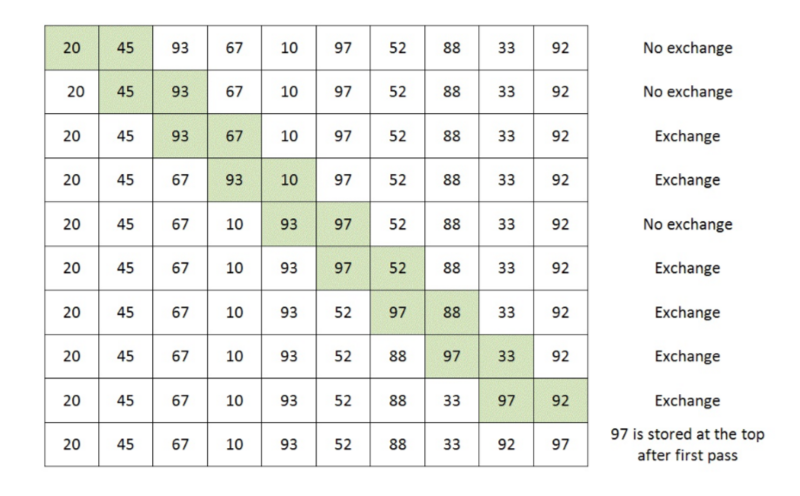 20 45 93 67 10 97 52 88 33 92 No exchange
20 45 93 67 10 97 52 88 33 92 No exchange
20 45 93 67 10 97 52 88 33 92 Exchange
20 45 67 93 10 97 52 88 33 92 Exchange
20 45 67 10 93 97 52 88 33 92 No exchange
20 45 67 10 93 97 52 88 33 92 Exchange
20 45 67 10 93 52 97 88 33 92 Exchange
20 45 67 10 93 52 88 97 33 92 Exchange
20 45 67 10 93 52 88 33 97 92 Exchange
20 45 67 10 93 52 88 33 92 97 97 is stored at the top
after first pass